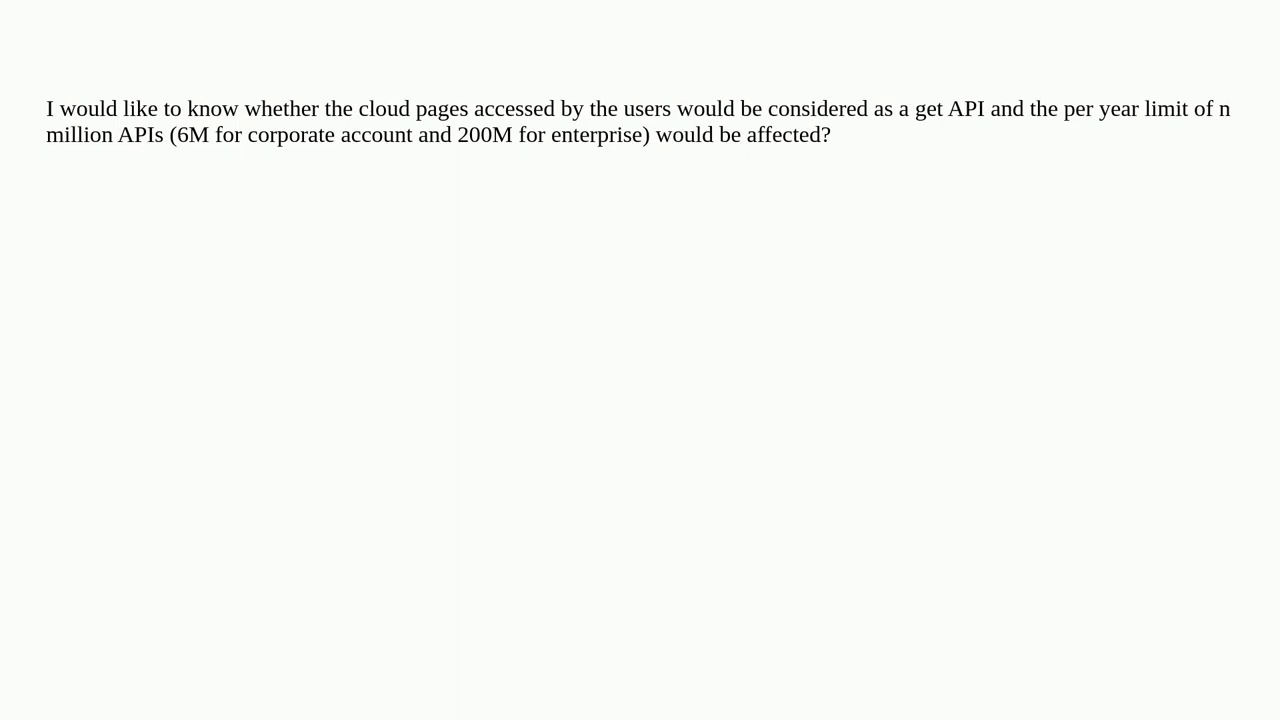 I would like to know whether the cloud pages accessed by the users would be considered as a get API and the per year limit of n
million APIs (6M for corporate account and 200M for enterprise) would be affected?